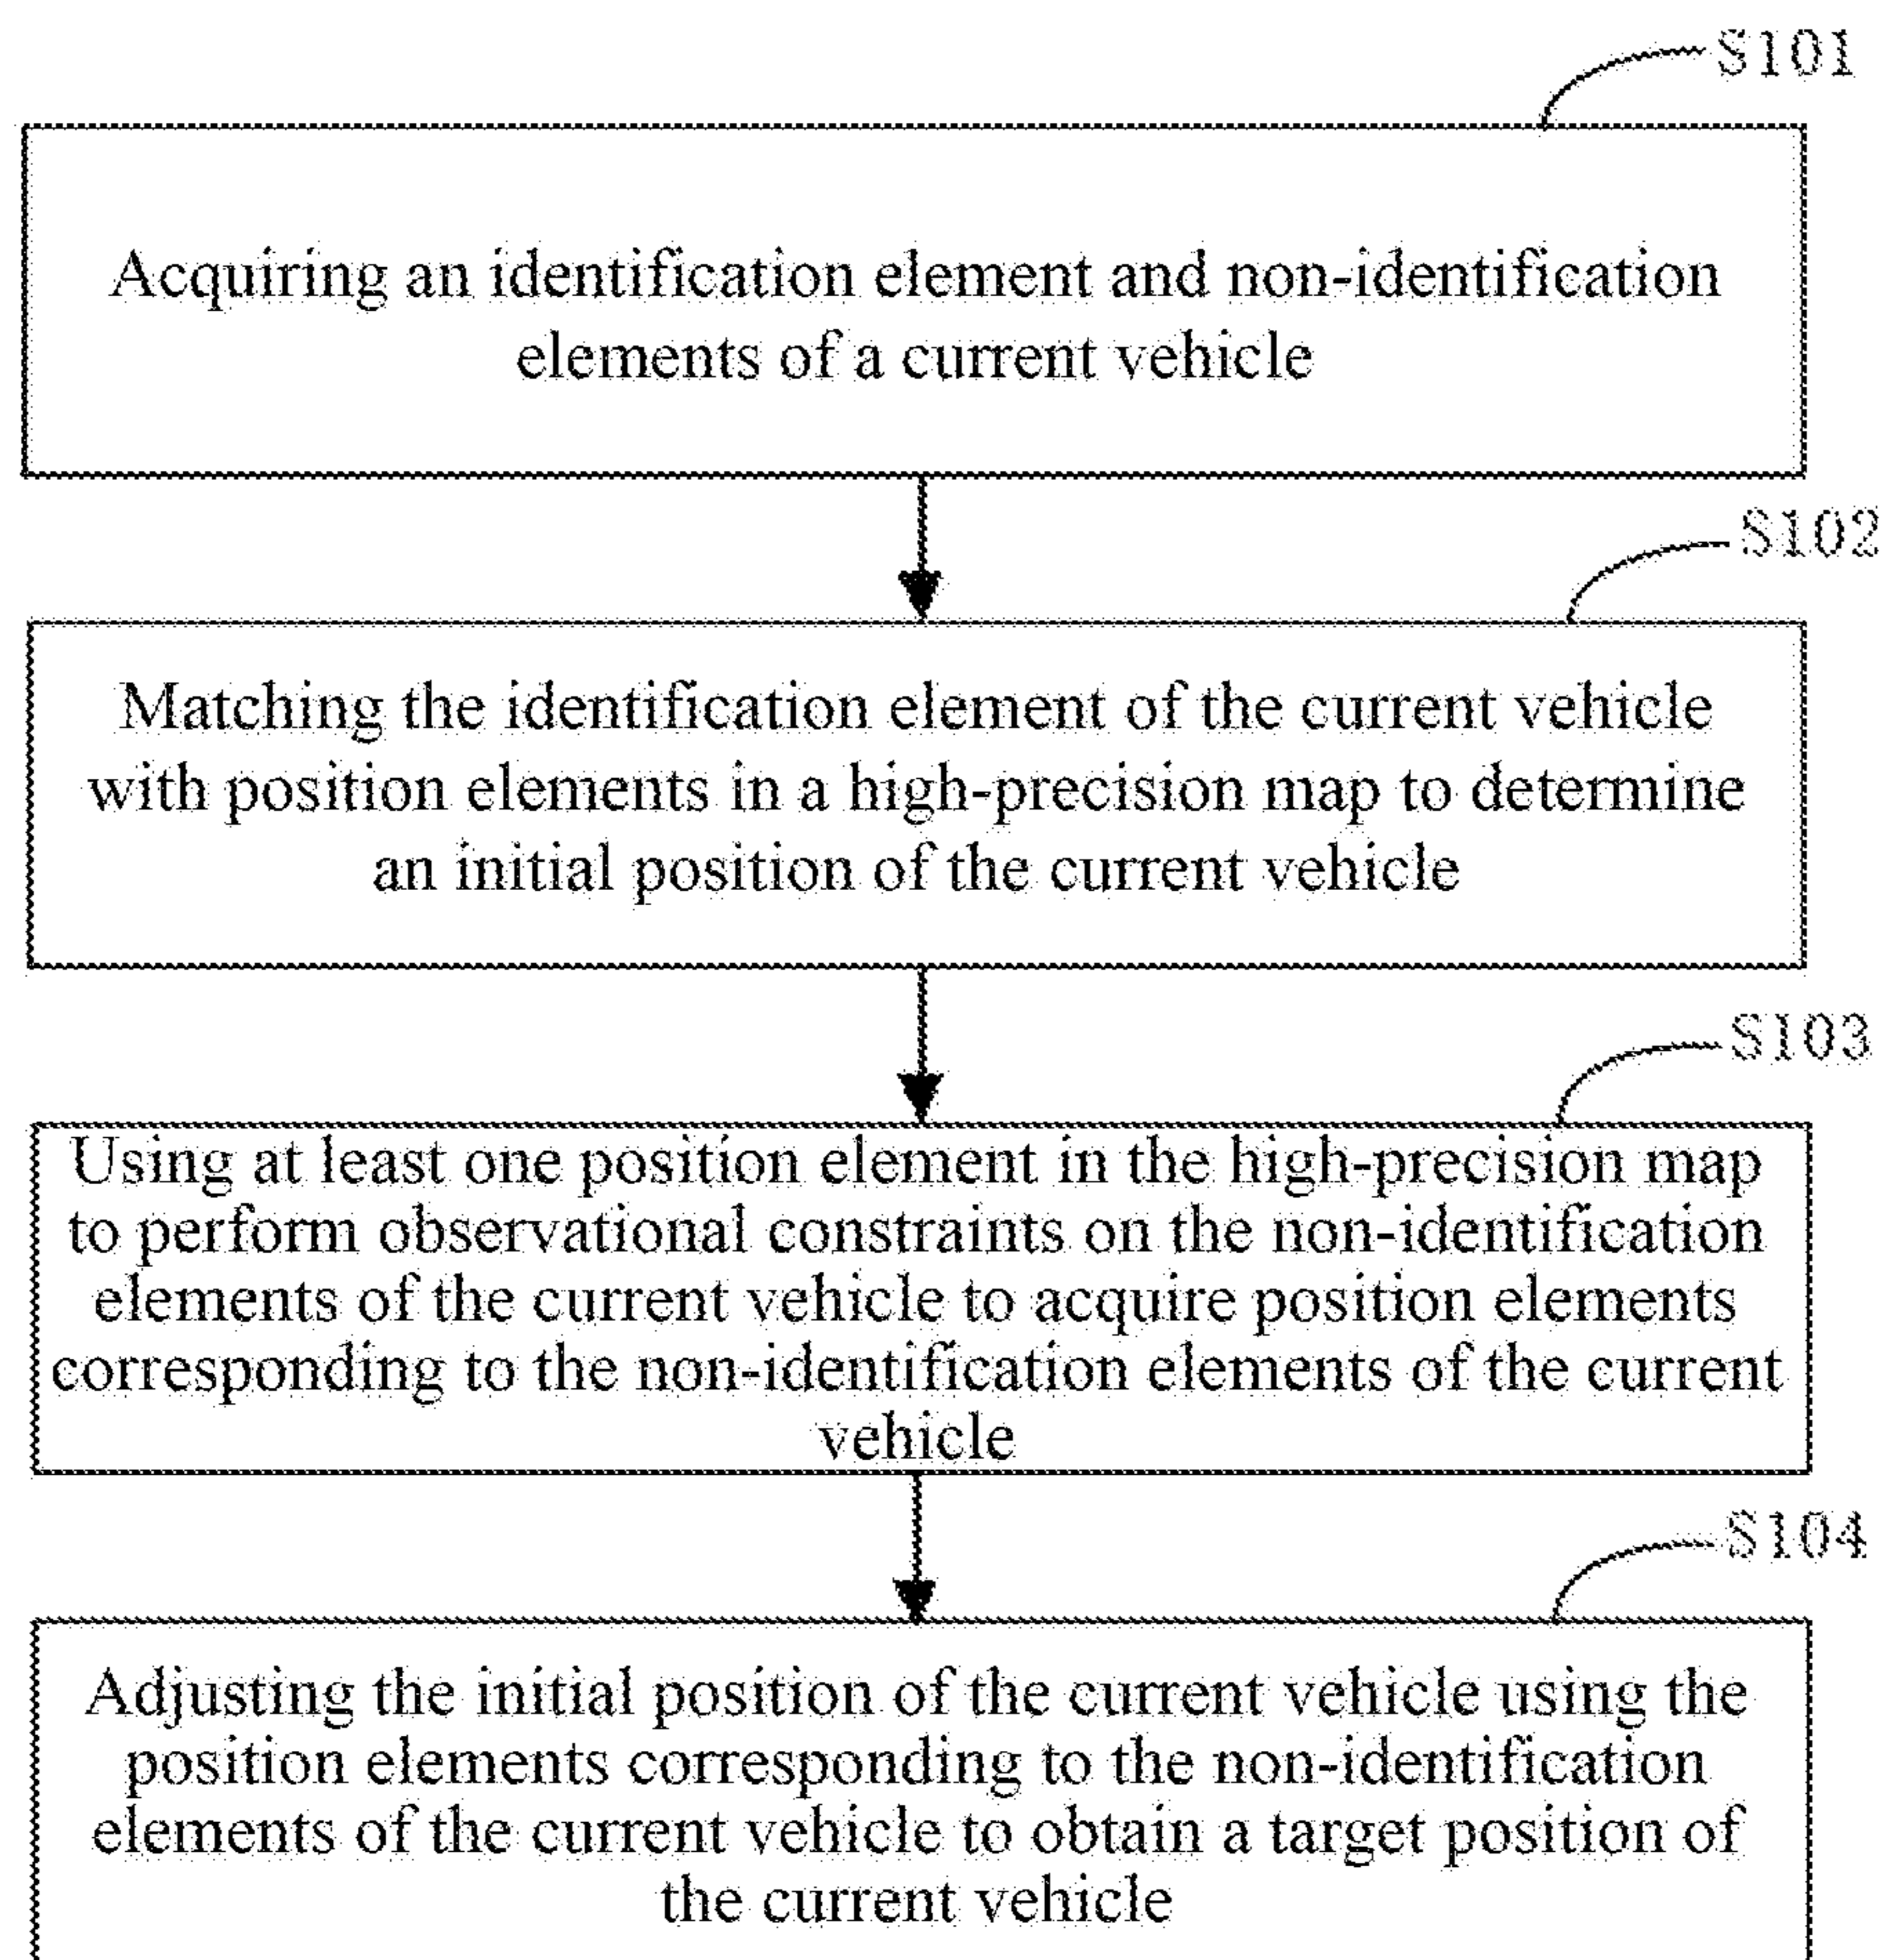 S101
Acquiring an identification element and non-identification
elements of a current vehicle
S102
Matching the identification element of the current vehicle
with position elements in a high-precision map to determine
an initial position of the current vehicle
S103
Using at least one position element in the high-precision map
to perform observational constraints on the non-identification
elements of the current vehicle to acquire position elements
corresponding to the non-identification elements of the current
vehicle
S104
Adjusting the initial position of the current vehicle using the
position elements corresponding to the non-identification
elements of the current vehicle to obtain a target position of
the current vehicle